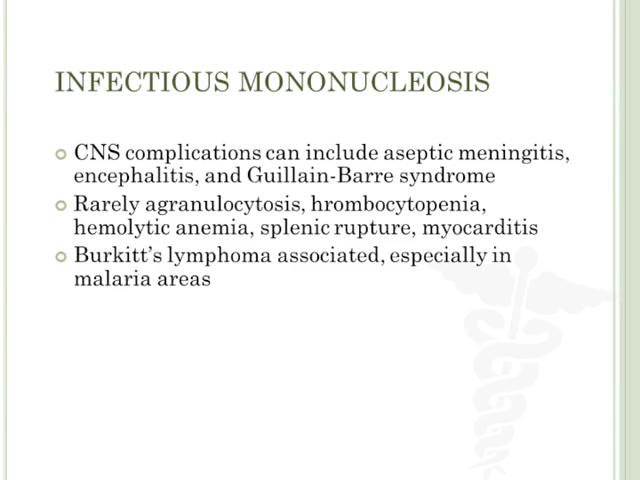 INFECTIOUS MONONUCLEOSIS
CNS complications can include aseptic meningitis,
encephalitis, and Guillain-Barre syndrome
Rarely agranulocytosis, hrombocytopenia,
hemolytic anemia, splenic rupture, myocarditis
Burkitt’s lymphoma associated, especially in
malaria areas